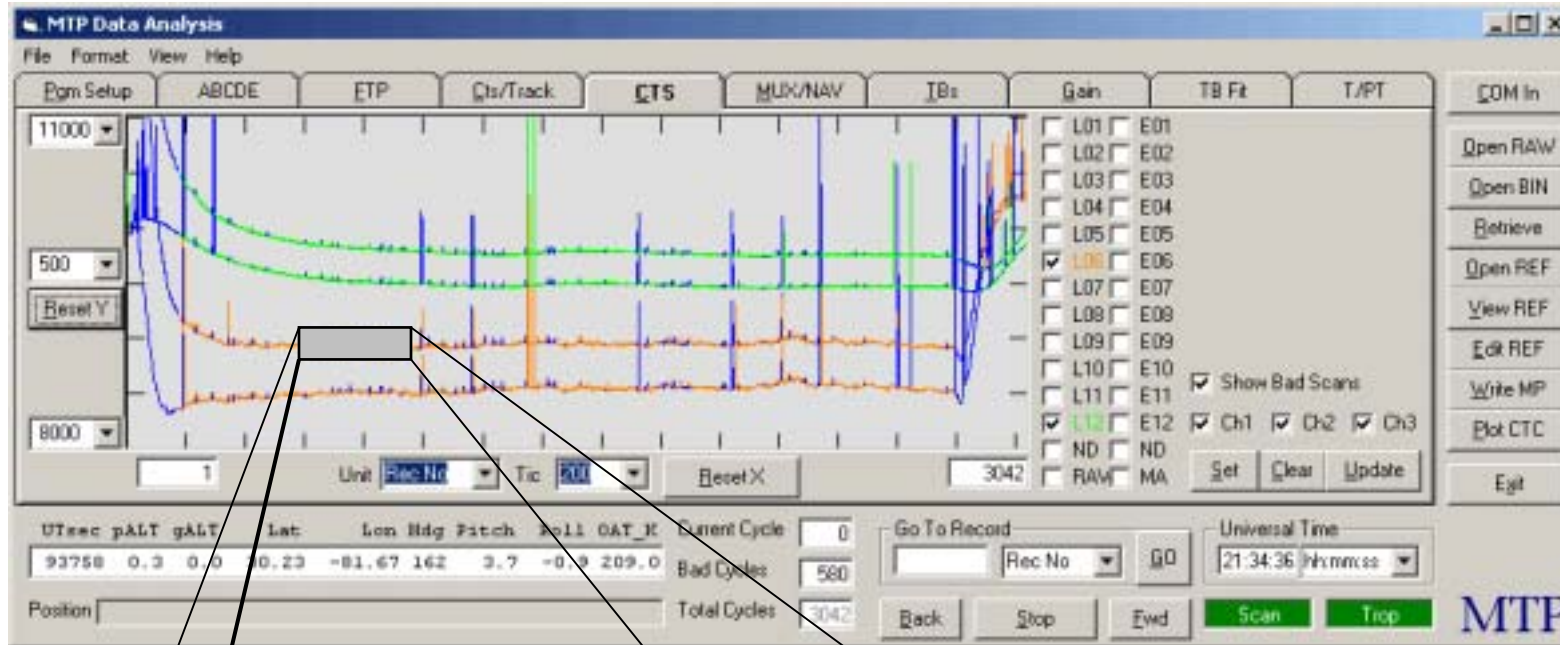 MTP Data Analysis
File Format View Help
Pgm Setup ABCDE ETP Cts/Track CTS MUX/NAV TBs Gain TB Fit T/PT
COM In
Open RAW
Open BIN
Retrieve
Open REF
View REF
Edit REF
Write MP
Plot CTC
Exit
11000
500
Reset Y
8000
L01 E01
L02 E02
L03 E03
L04 E04
L05 E05
L06 E06
L07 E07
L08 E08
L09 E09
L10 E10
L11 E11
L12 E12
ND ND
RAW MA
Show Bad Scans
Ch1 Ch2 Ch3
Set Clear Update
1 Unit Rec No Tic 200 Reset X 3042
UTsec pALT gALT Lat Lon Hdg Pitch Roll OAT_K
93758 0.3 0.0 30.23 -81.67 162 3.7 -0.9 209.0
Position
Current Cycle 0
Bad Cycles 580
Total Cycles 3042
Go To Record
Rec No GO
Back Stop Fwd
Universal Time
21:34:36 hh:mm:ss
Scan Trop
MTP